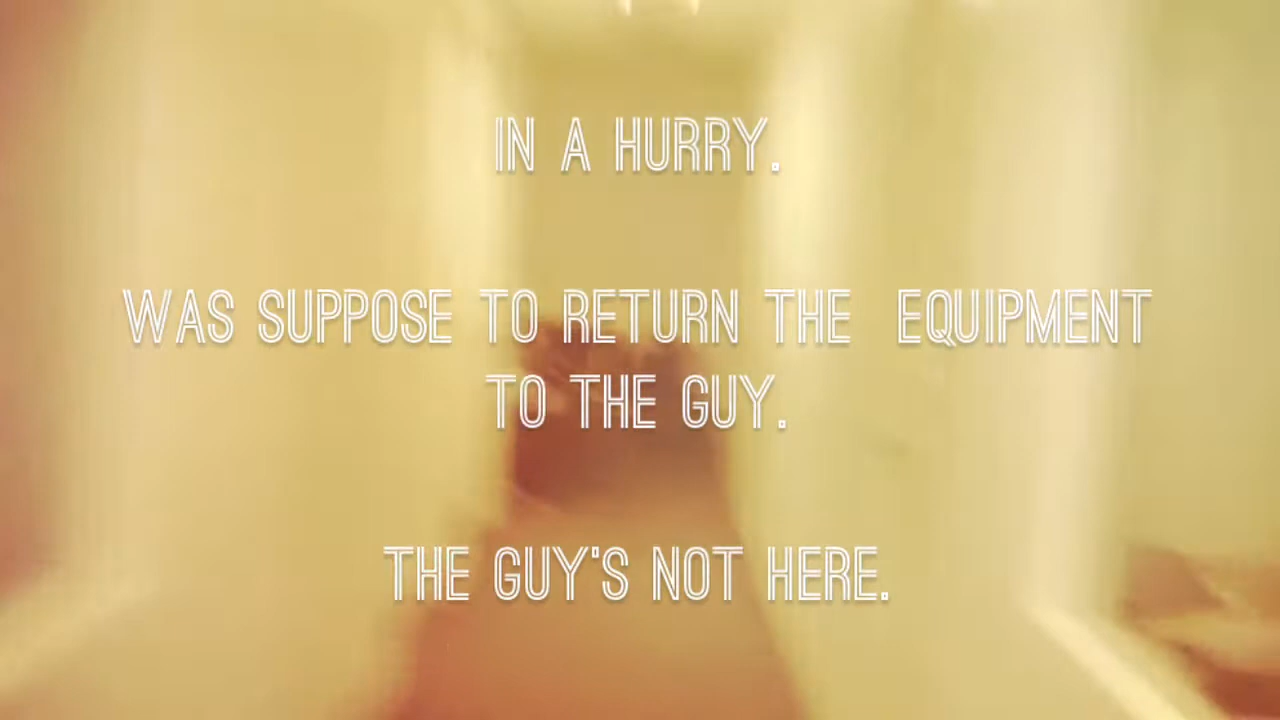 IN A HURRY.
WAS SUPPOSE TO RETURN THE EQUIPMENT
TO THE GUY.
THE GUY'S NOT HERE.